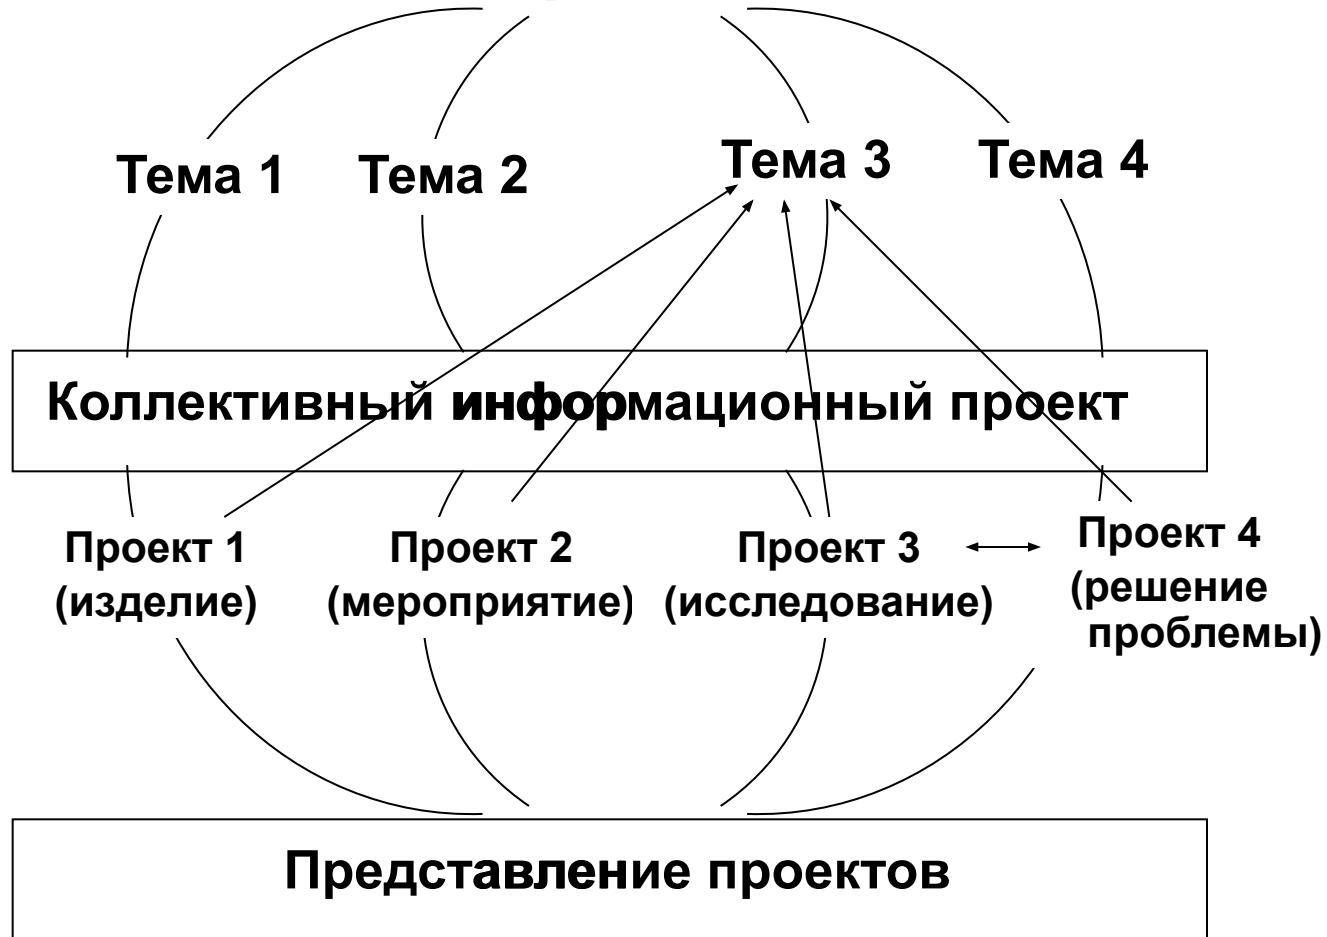 Тема 1
Тема 2
Тема 3
Тема 4
Коллективный информационный проект
Проект 1
(изделие)
Проект 2
(мероприятие)
Проект 3
(исследование)
Проект 4
(решение
проблемы)
Представление проектов